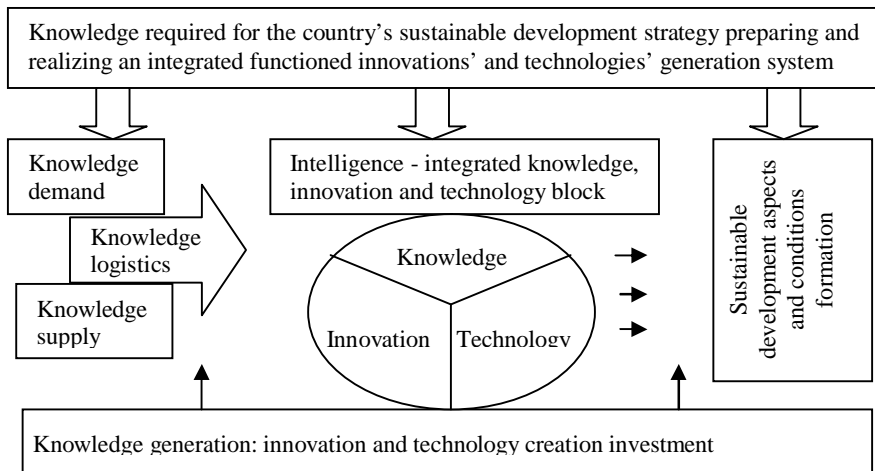 Knowledge required for the country's sustainable development strategy preparing and
realizing an integrated functioned innovations' and technologies' generation system
Knowledge
demand
Intelligence - integrated knowledge,
innovation and technology block
Knowledge
logistics
Knowledge
supply
Knowledge
Innovation
Technology
Sustainable
development aspects
and conditions
formation
Knowledge generation: innovation and technology creation investment